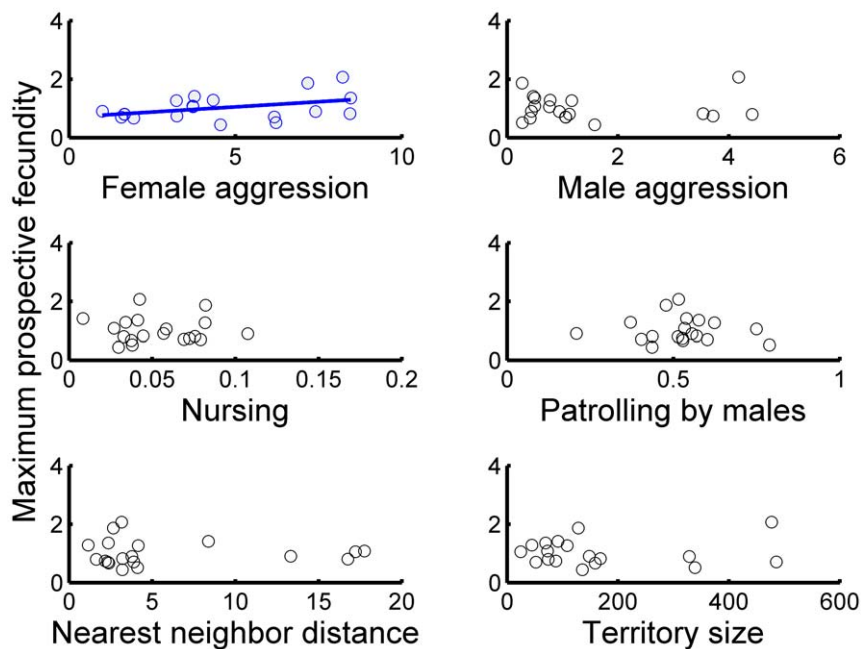 Maximum prospective fecundity
4
2
0
0 5 10
Female aggression
4
2
0
0 2 4 6
Male aggression
4
2
0
0 0.05 0.1 0.15 0.2
Nursing
4
2
0
0 0.5 1
Patrolling by males
4
2
0
0 5 10 15 20
Nearest neighbor distance
4
2
0
0 200 400 600
Territory size